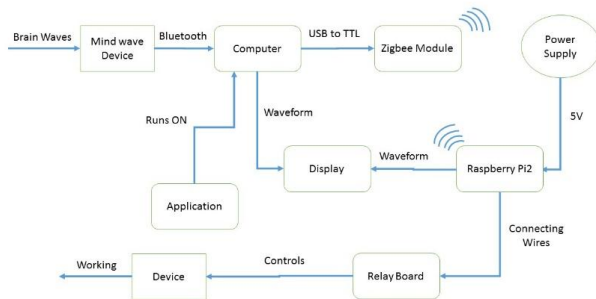 Brain Waves
Mind wave
Device
Bluetooth
Computer
USB to TTL
Zigbee Module
Power
Supply
Runs ON
Waveform
5V
Waveform
Display
Raspberry Pi2
Application
Connecting
Wires
Working
Device
Controls
Relay Board